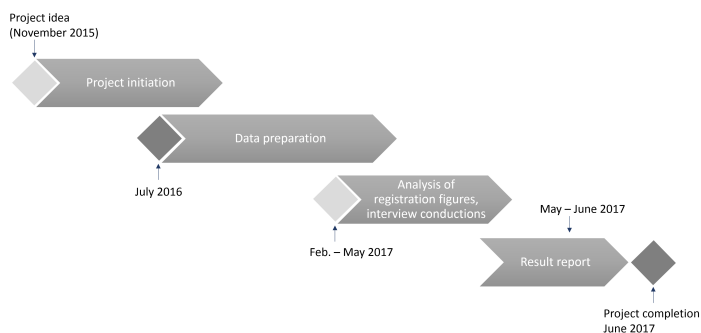 Project idea
(November 2015)
Project initiation
Data preparation
July 2016
Analysis of
registration figures,
interview conductions
Feb. – May 2017
May – June 2017
Result report
Project completion
June 2017